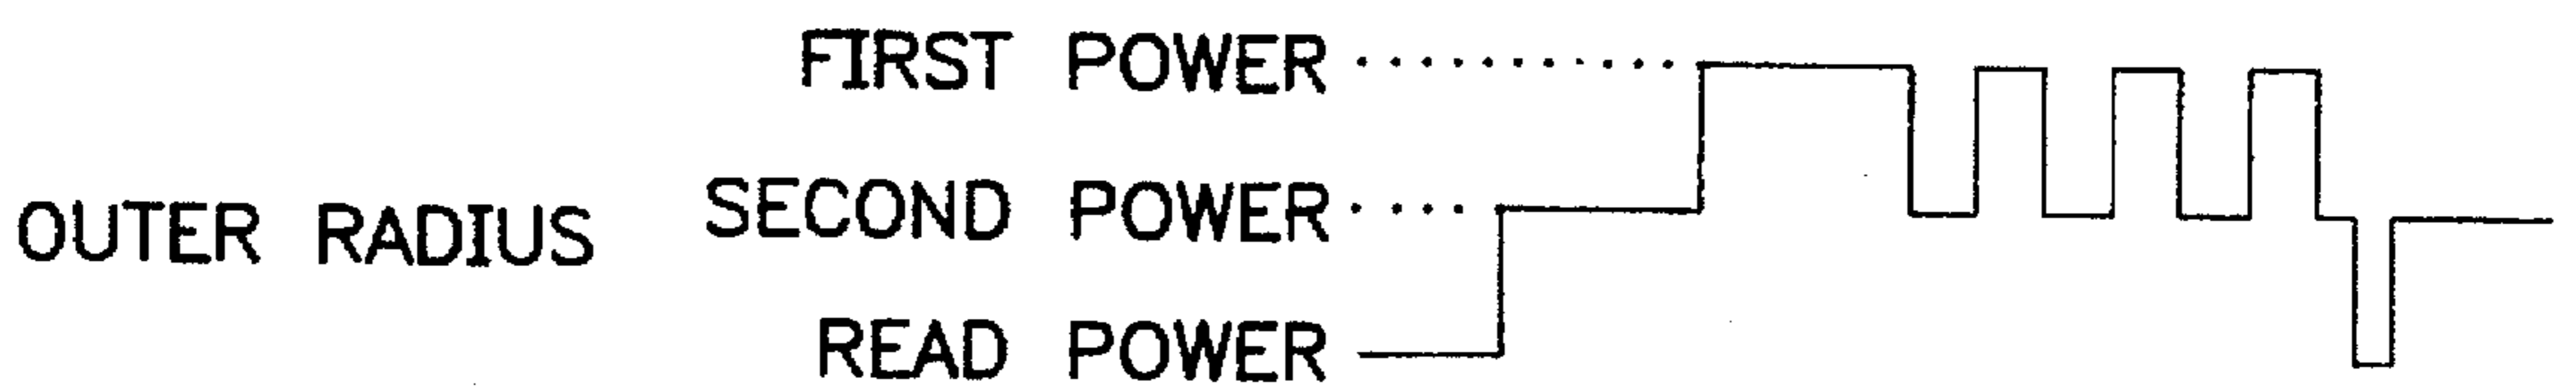 FIRST POWER
SECOND POWER
OUTER RADIUS
READ POWER